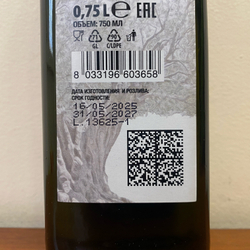 0,75 L ℮ EAC
ОБЪЕМ: 750 МЛ
GL C/LDPE
8 033196 603658
ДАТА ИЗГОТОВЛЕНИЯ И РОЗЛИВА:
СРОК ГОДНОСТИ:
16/05/2025
31/05/2027
L.13625-1